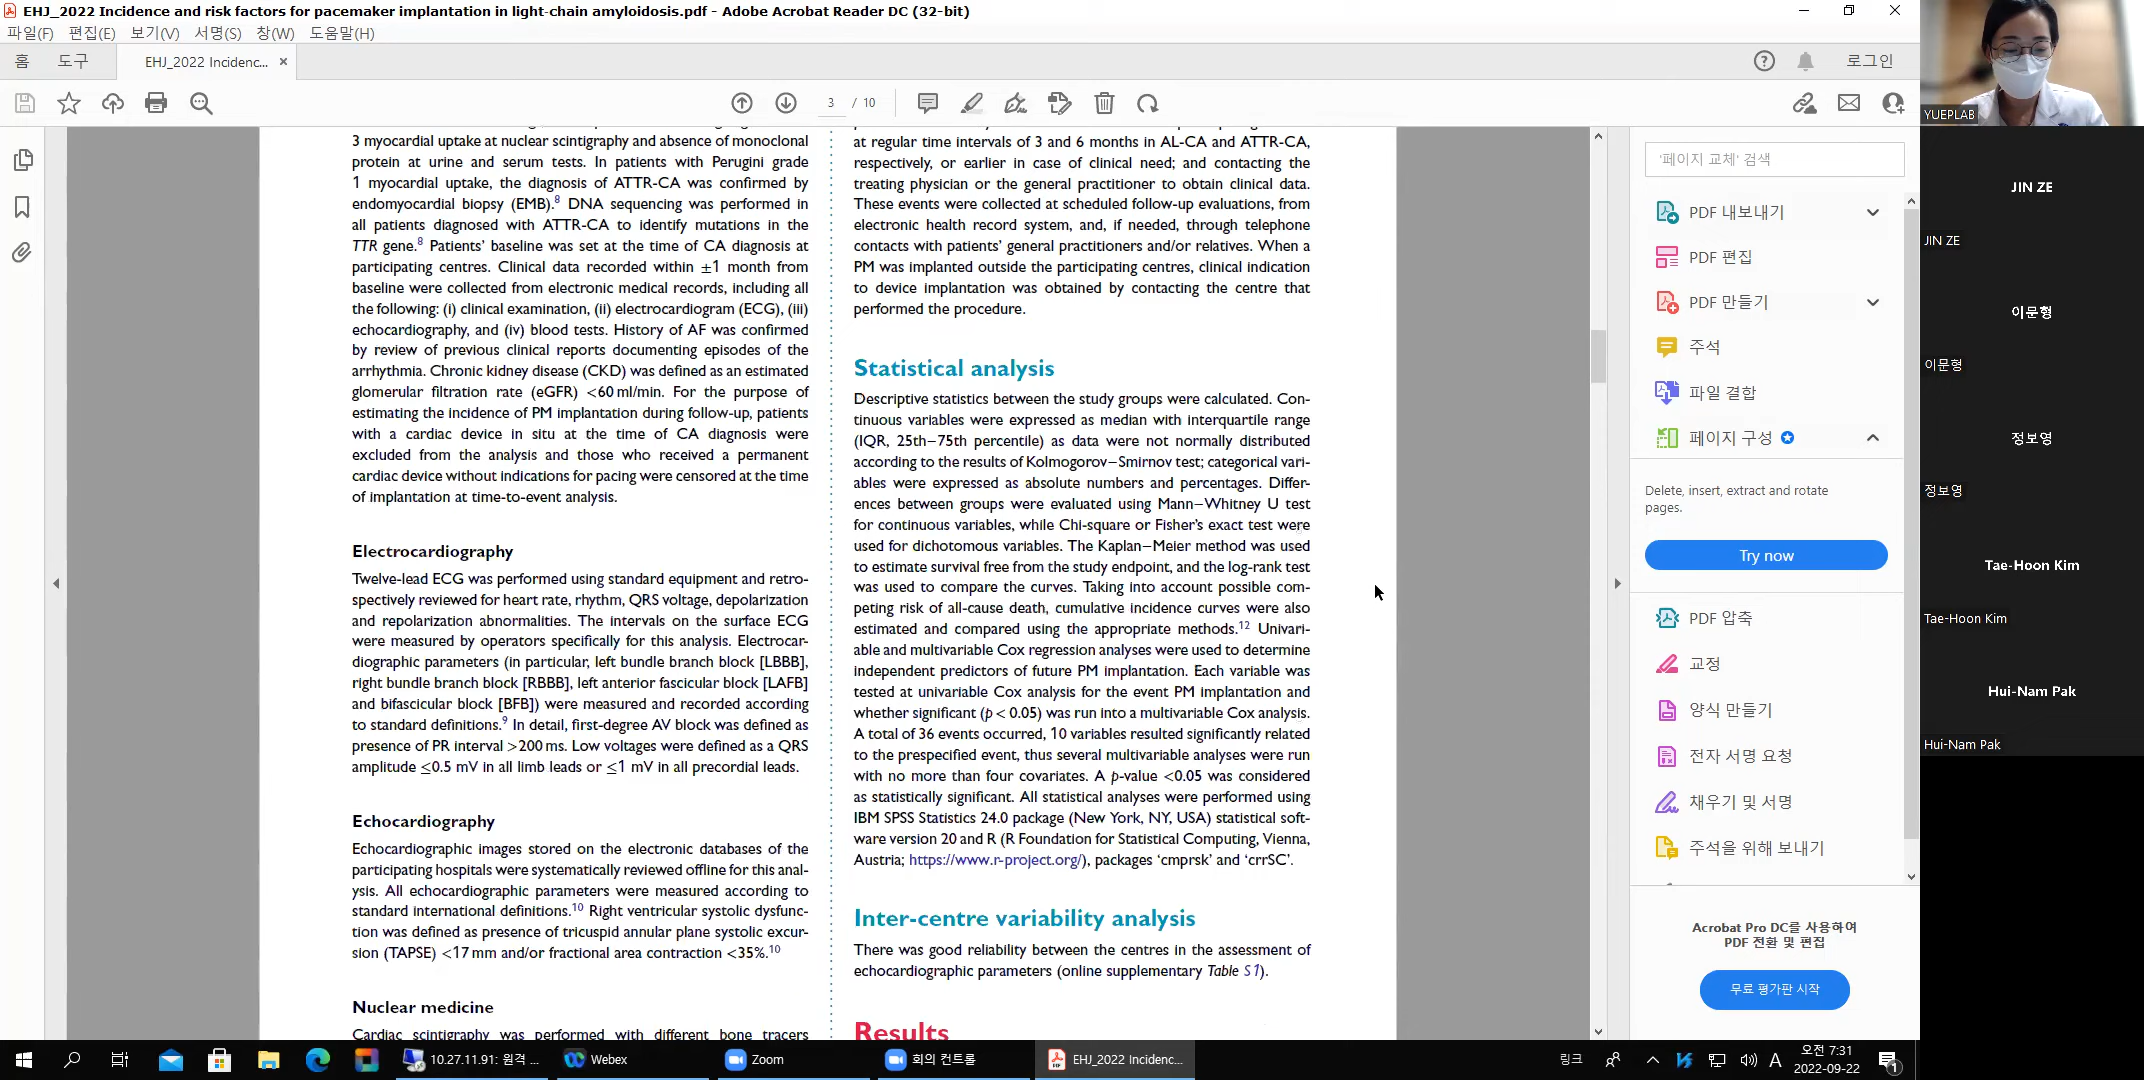 EHJ_2022 Incidence and risk factors for pacemaker implantation in light-chain amyloidosis.pdf - Adobe Acrobat Reader DC (32-bit)
파일(F) 편집(E) 보기(V) 서명(S) 창(W) 도움말(H)
홈 도구 EHJ_2022 Incidenc... × 로그인
3 / 10
3 myocardial uptake at nuclear scintigraphy and absence of monoclonal
protein at urine and serum tests. In patients with Perugini grade
1 myocardial uptake, the diagnosis of ATTR-CA was confirmed by
endomyocardial biopsy (EMB).8 DNA sequencing was performed in
all patients diagnosed with ATTR-CA to identify mutations in the
TTR gene.8 Patients' baseline was set at the time of CA diagnosis at
participating centres. Clinical data recorded within ±1 month from
baseline were collected from electronic medical records, including all
the following: (i) clinical examination, (ii) electrocardiogram (ECG), (iii)
echocardiography, and (iv) blood tests. History of AF was confirmed
by review of previous clinical reports documenting episodes of the
arrhythmia. Chronic kidney disease (CKD) was defined as an estimated
glomerular filtration rate (eGFR) <60 ml/min. For the purpose of
estimating the incidence of PM implantation during follow-up, patients
with a cardiac device in situ at the time of CA diagnosis were
excluded from the analysis and those who received a permanent
cardiac device without indications for pacing were censored at the time
of implantation at time-to-event analysis.
Electrocardiography
Twelve-lead ECG was performed using standard equipment and retro-
spectively reviewed for heart rate, rhythm, QRS voltage, depolarization
and repolarization abnormalities. The intervals on the surface ECG
were measured by operators specifically for this analysis. Electrocar-
diographic parameters (in particular, left bundle branch block [LBBB],
right bundle branch block [RBBB], left anterior fascicular block [LAFB]
and bifascicular block [BFB]) were measured and recorded according
to standard definitions.9 In detail, first-degree AV block was defined as
presence of PR interval >200 ms. Low voltages were defined as a QRS
amplitude ≤0.5 mV in all limb leads or ≤1 mV in all precordial leads.
Echocardiography
Echocardiographic images stored on the electronic databases of the
participating hospitals were systematically reviewed offline for this anal-
ysis. All echocardiographic parameters were measured according to
standard international definitions.10 Right ventricular systolic dysfunc-
tion was defined as presence of tricuspid annular plane systolic excur-
sion (TAPSE) <17 mm and/or fractional area contraction <35%.10
Nuclear medicine
Cardiac scintigraphy was performed with different bone tracers
at regular time intervals of 3 and 6 months in AL-CA and ATTR-CA,
respectively, or earlier in case of clinical need; and contacting the
treating physician or the general practitioner to obtain clinical data.
These events were collected at scheduled follow-up evaluations, from
electronic health record system, and, if needed, through telephone
contacts with patients' general practitioners and/or relatives. When a
PM was implanted outside the participating centres, clinical indication
to device implantation was obtained by contacting the centre that
performed the procedure.
Statistical analysis
Descriptive statistics between the study groups were calculated. Con-
tinuous variables were expressed as median with interquartile range
(IQR, 25th–75th percentile) as data were not normally distributed
according to the results of Kolmogorov–Smirnov test; categorical vari-
ables were expressed as absolute numbers and percentages. Differ-
ences between groups were evaluated using Mann–Whitney U test
for continuous variables, while Chi-square or Fisher's exact test were
used for dichotomous variables. The Kaplan–Meier method was used
to estimate survival free from the study endpoint, and the log-rank test
was used to compare the curves. Taking into account possible com-
peting risk of all-cause death, cumulative incidence curves were also
estimated and compared using the appropriate methods.12 Univari-
able and multivariable Cox regression analyses were used to determine
independent predictors of future PM implantation. Each variable was
tested at univariable Cox analysis for the event PM implantation and
whether significant (p < 0.05) was run into a multivariable Cox analysis.
A total of 36 events occurred, 10 variables resulted significantly related
to the prespecified event, thus several multivariable analyses were run
with no more than four covariates. A p-value <0.05 was considered
as statistically significant. All statistical analyses were performed using
IBM SPSS Statistics 24.0 package (New York, NY, USA) statistical soft-
ware version 20 and R (R Foundation for Statistical Computing, Vienna,
Austria; https://www.r-project.org/), packages 'cmprsk' and 'crrSC'.
Inter-centre variability analysis
There was good reliability between the centres in the assessment of
echocardiographic parameters (online supplementary Table S1).
Results
'페이지 교체' 검색
PDF 내보내기
PDF 편집
PDF 만들기
주석
파일 결합
페이지 구성
Delete, insert, extract and rotate
pages.
Try now
PDF 압축
교정
양식 만들기
전자 서명 요청
채우기 및 서명
주석을 위해 보내기
Acrobat Pro DC를 사용하여
PDF 전환 및 편집
무료 평가판 시작
YUEPLAB
JIN ZE
JIN ZE
이문형
이문형
정보영
정보영
Tae-Hoon Kim
Tae-Hoon Kim
Hui-Nam Pak
Hui-Nam Pak
10.27.11.91: 원격 ... Webex Zoom 회의 컨트롤 EHJ_2022 Incidenc... 링크 A 오전 7:31
2022-09-22
1